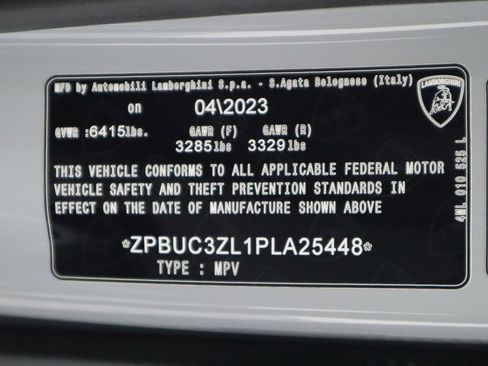 MFD by Automobili Lamborghini S.p.a. - S.Agata Bolognese (Italy)
LAMBORGHINI
on 04\2023
GVWR :6415lbs. GAWR (F) GAWR (R)
3285lbs 3329lbs
THIS VEHICLE CONFORMS TO ALL APPLICABLE FEDERAL MOTOR
VEHICLE SAFETY AND THEFT PREVENTION STANDARDS IN
EFFECT ON THE DATE OF MANUFACTURE SHOWN ABOVE
*ZPBUC3ZL1PLA25448*
TYPE : MPV
4ML 010 525 L